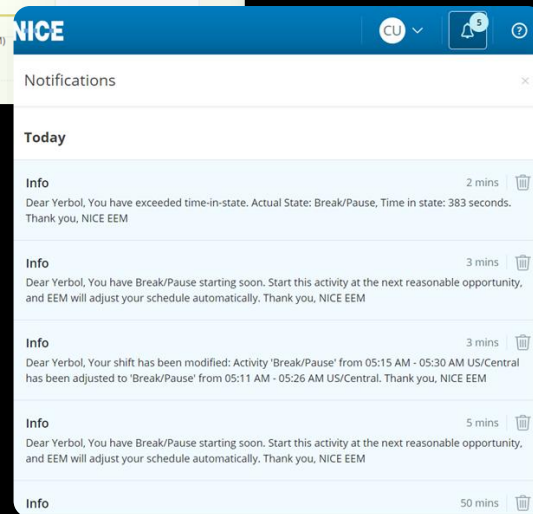 NICE
CU
5
?
Notifications
×
Today
Info
2 mins
Dear Yerbol, You have exceeded time-in-state. Actual State: Break/Pause, Time in state: 383 seconds.
Thank you, NICE EEM
Info
3 mins
Dear Yerbol, You have Break/Pause starting soon. Start this activity at the next reasonable opportunity,
and EEM will adjust your schedule automatically. Thank you, NICE EEM
Info
3 mins
Dear Yerbol, Your shift has been modified: Activity 'Break/Pause' from 05:15 AM - 05:30 AM US/Central
has been adjusted to 'Break/Pause' from 05:11 AM - 05:26 AM US/Central. Thank you, NICE EEM
Info
5 mins
Dear Yerbol, You have Break/Pause starting soon. Start this activity at the next reasonable opportunity,
and EEM will adjust your schedule automatically. Thank you, NICE EEM
Info
50 mins